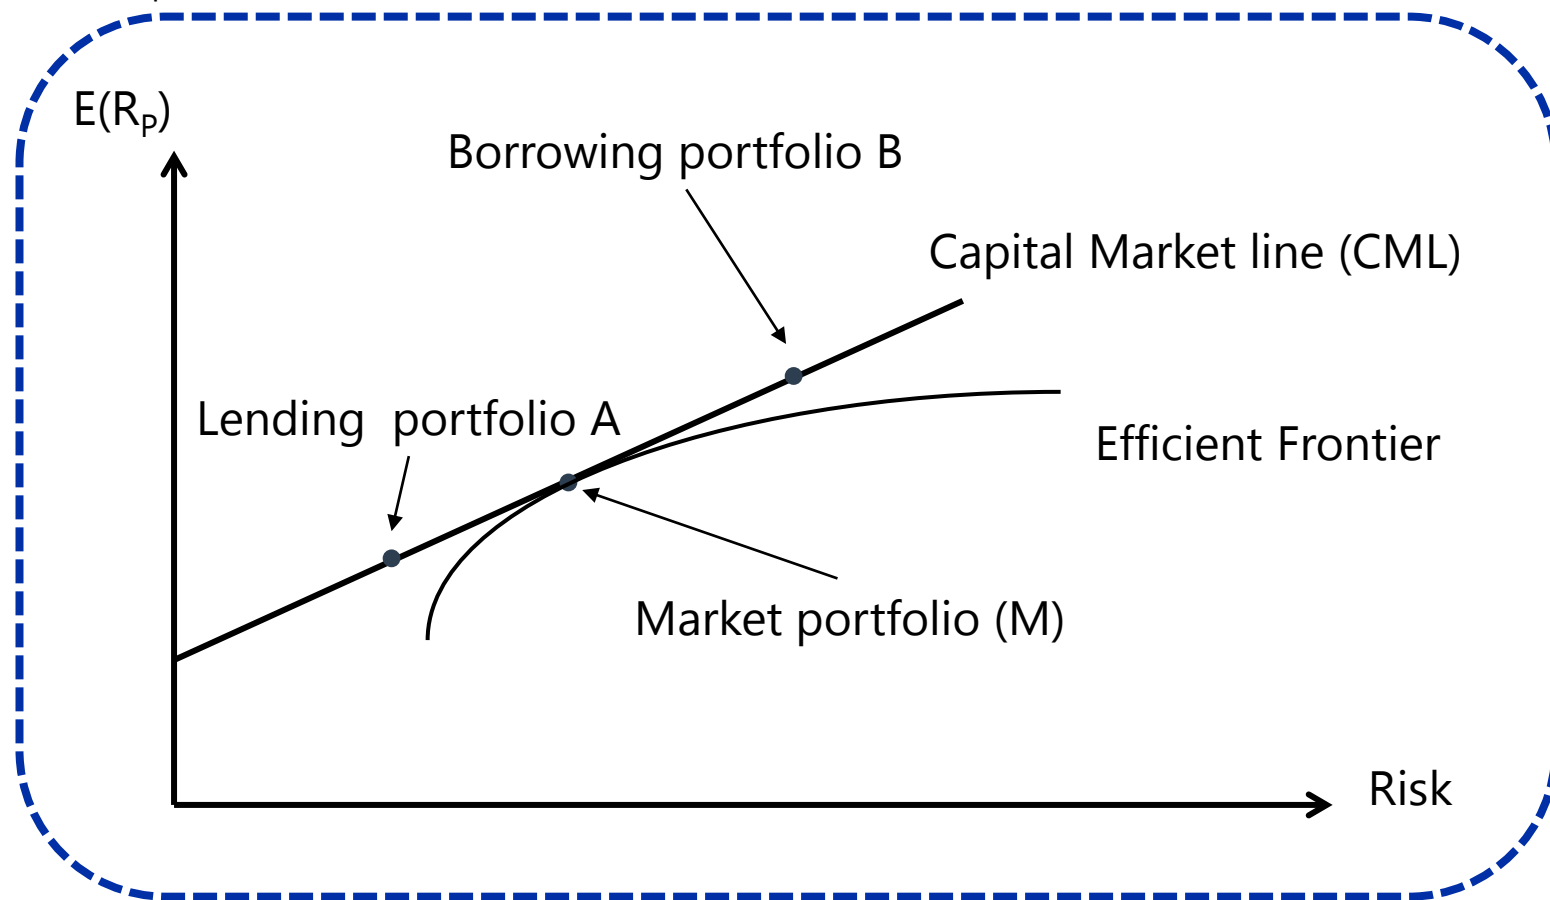 E(RP)
Borrowing portfolio B
Capital Market line (CML)
Lending portfolio A
Efficient Frontier
Market portfolio (M)
Risk